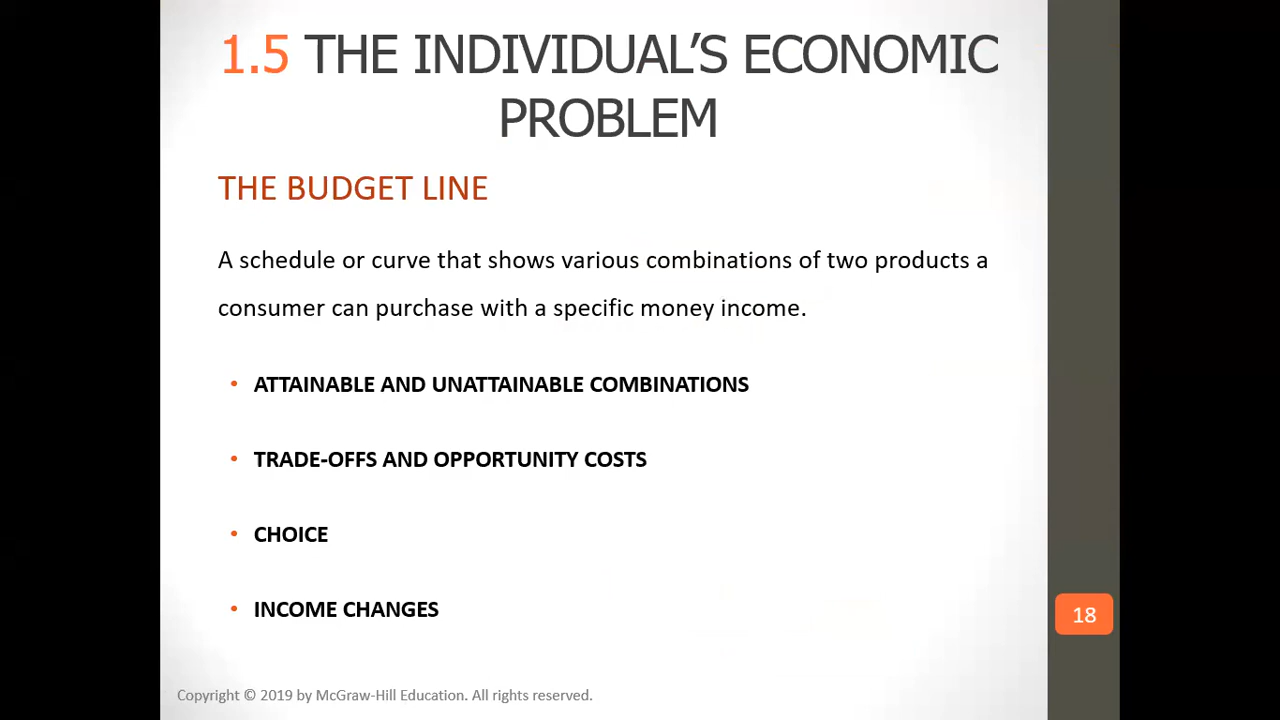 1.5 THE INDIVIDUAL’S ECONOMIC
PROBLEM
THE BUDGET LINE
A schedule or curve that shows various combinations of two products a
consumer can purchase with a specific money income.
• ATTAINABLE AND UNATTAINABLE COMBINATIONS
• TRADE-OFFS AND OPPORTUNITY COSTS
• CHOICE
• INCOME CHANGES
18
Copyright © 2019 by McGraw-Hill Education. All rights reserved.